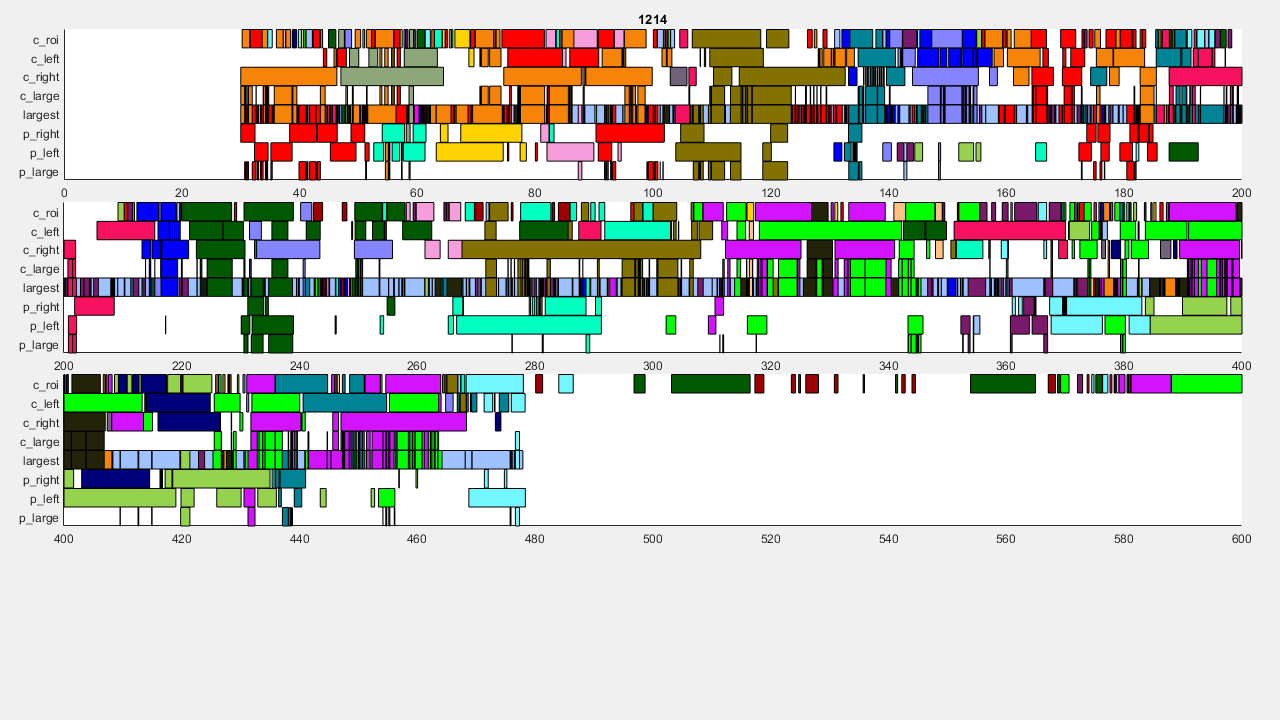 1214
c_roi
c_left
c_right
c_large
largest
p_right
p_left
p_large
0 20 40 60 80 100 120 140 160 180 200
c_roi
c_left
c_right
c_large
largest
p_right
p_left
p_large
200 220 240 260 280 300 320 340 360 380 400
c_roi
c_left
c_right
c_large
largest
p_right
p_left
p_large
400 420 440 460 480 500 520 540 560 580 600